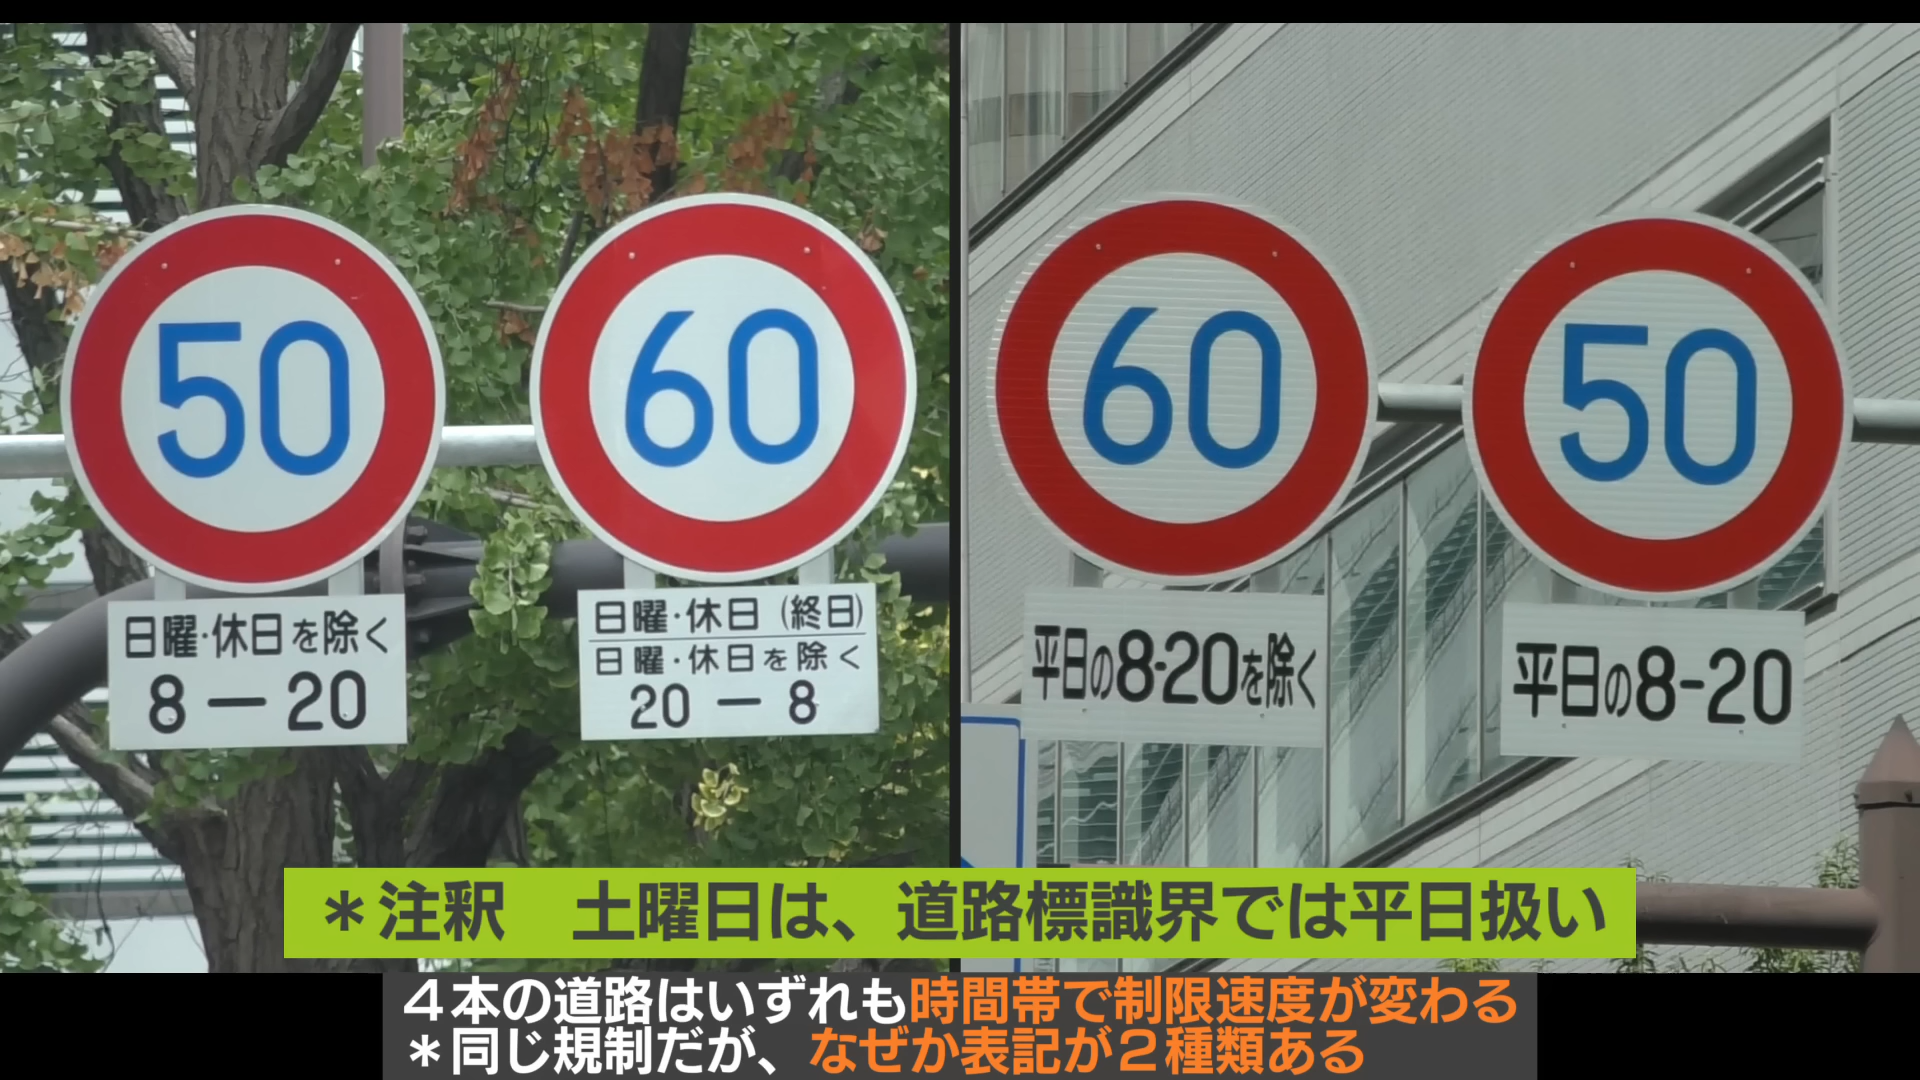 50
日曜・休日を除く
8－20
60
日曜・休日（終日）
日曜・休日を除く
20－8
60
平日の8-20を除く
50
平日の8-20
＊注釈　土曜日は、道路標識界では平日扱い
４本の道路はいずれも時間帯で制限速度が変わる
＊同じ規制だが、なぜか表記が２種類ある